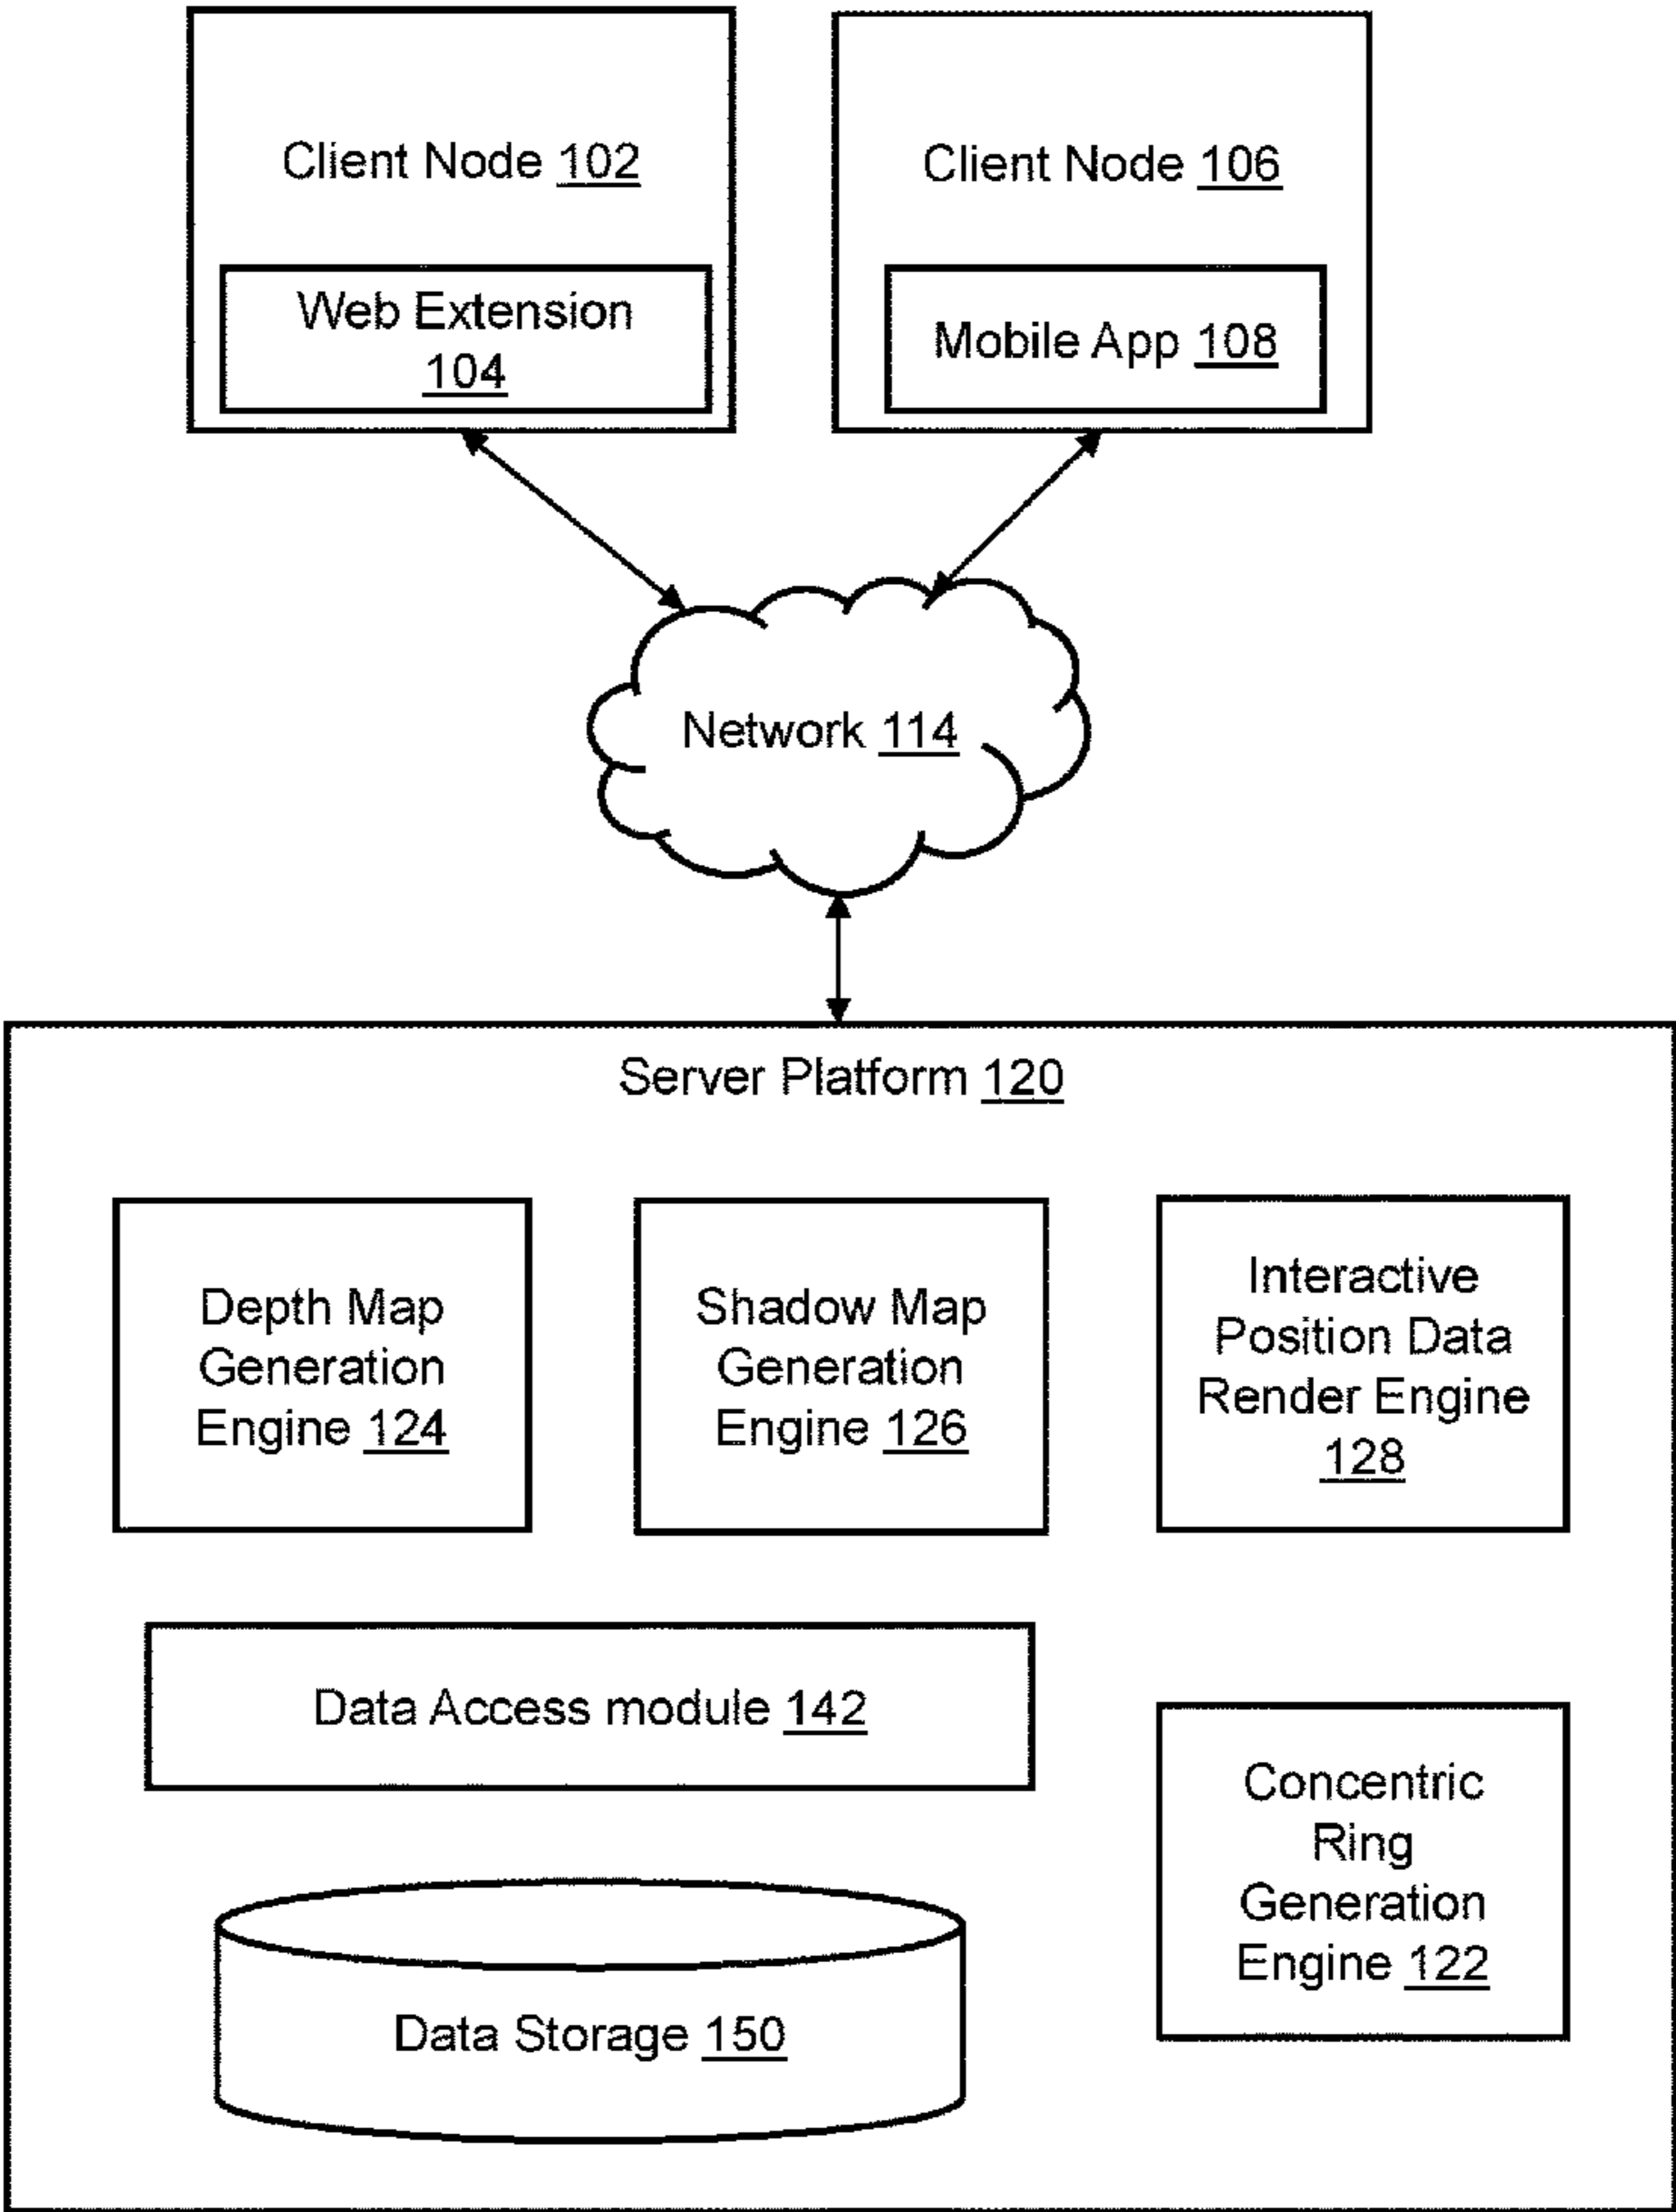 Client Node 102
Web Extension
104
Client Node 106
Mobile App 108
Network 114
Server Platform 120
Depth Map
Generation
Engine 124
Shadow Map
Generation
Engine 126
Interactive
Position Data
Render Engine
128
Data Access module 142
Concentric
Ring
Generation
Engine 122
Data Storage 150